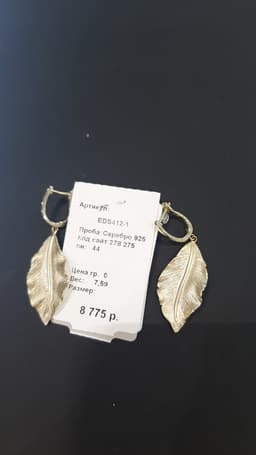 Артикул:
EDS412-1
Проба Серебро 925
Код сайт 278 275
44
Цена гр. 0
Вес: 7,59
Размер:
8 775 р.